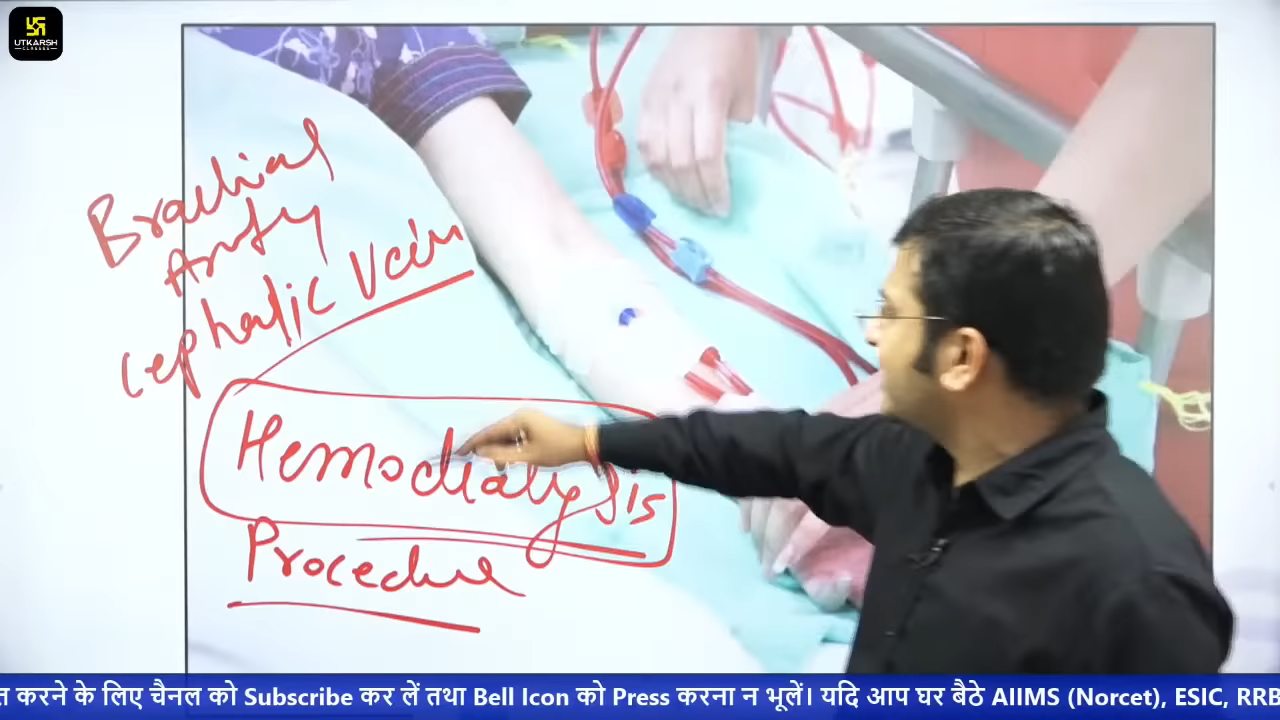 UTKARSH
CLASSES
Brachial
Artery
Cephalic Vein
Hemodialysis
Procedure
त करने के लिए चैनल को Subscribe कर लें तथा Bell Icon को Press करना न भूलें। यदि आप घर बैठे AIIMS (Norcet), ESIC, RRB